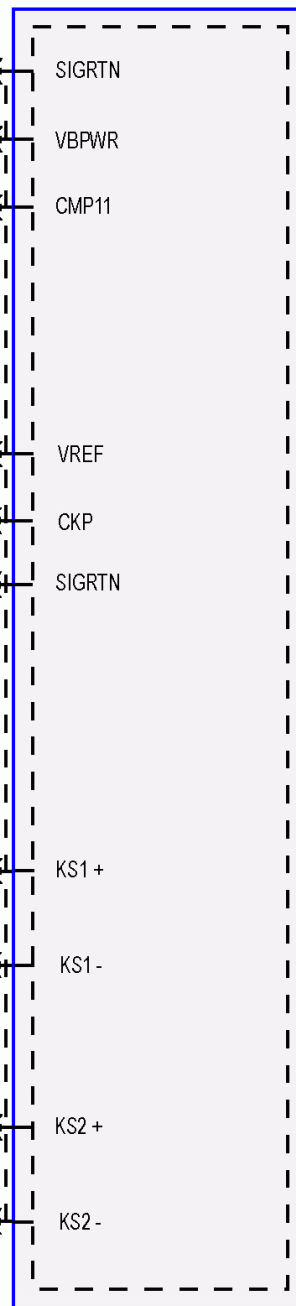 SIGRTN
VBPWR
CMP11
VREF
CKP
SIGRTN
KS1 +
KS1 -
KS2 +
KS2 -